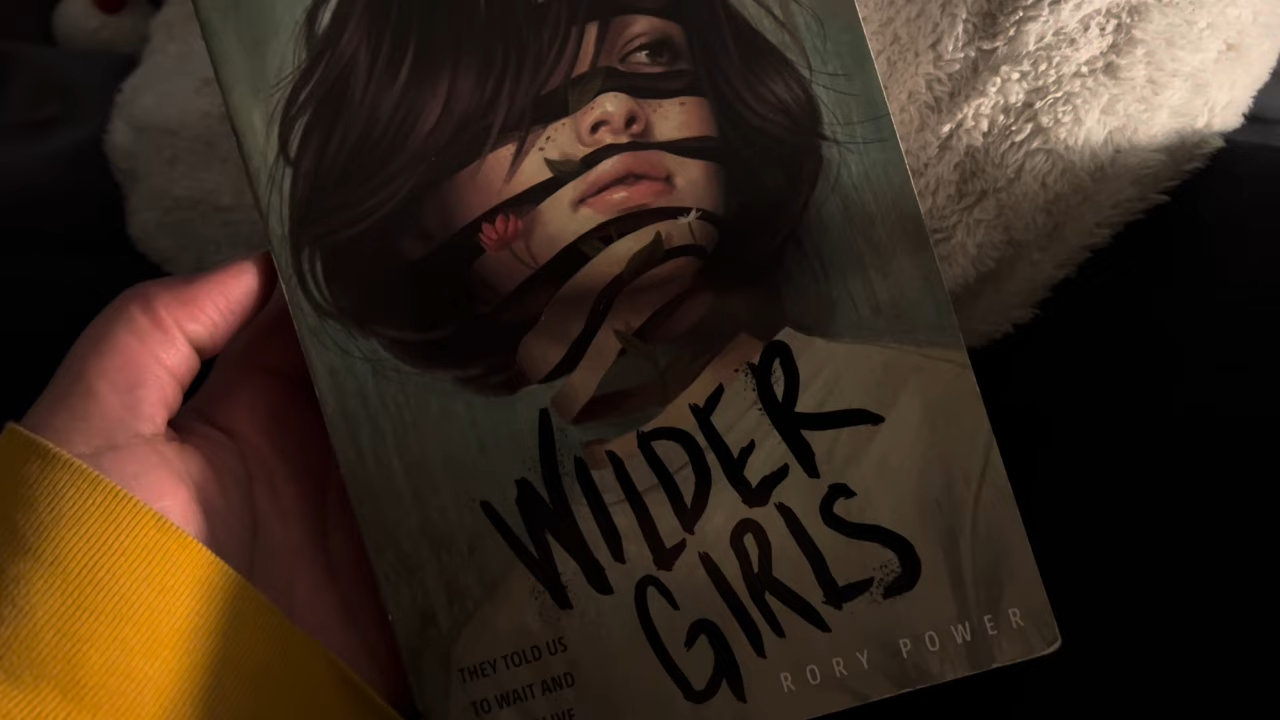 WILDER
GIRLS
RORY POWER
THEY TOLD US
TO WAIT AND